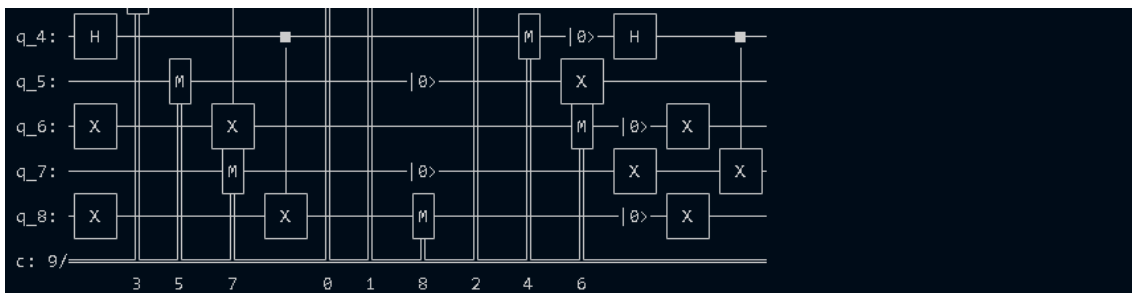 q_4: H M |0> H
q_5: M |0> X
q_6: X X M |0> X
q_7: M |0> X X
q_8: X X M |0> X
c: 9/
3 5 7 0 1 8 2 4 6